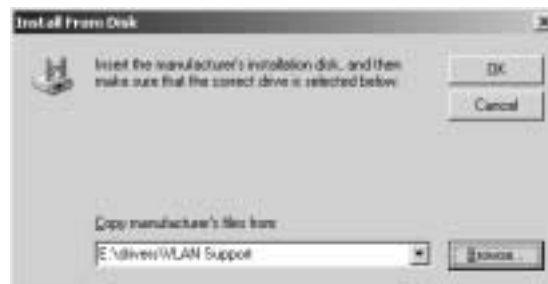 Install From Disk
Insert the manufacturer's installation disk, and then
make sure that the correct drive is selected below.
OK
Cancel
Copy manufacturer's files from:
E:\drivers\WLAN Support
Browse...